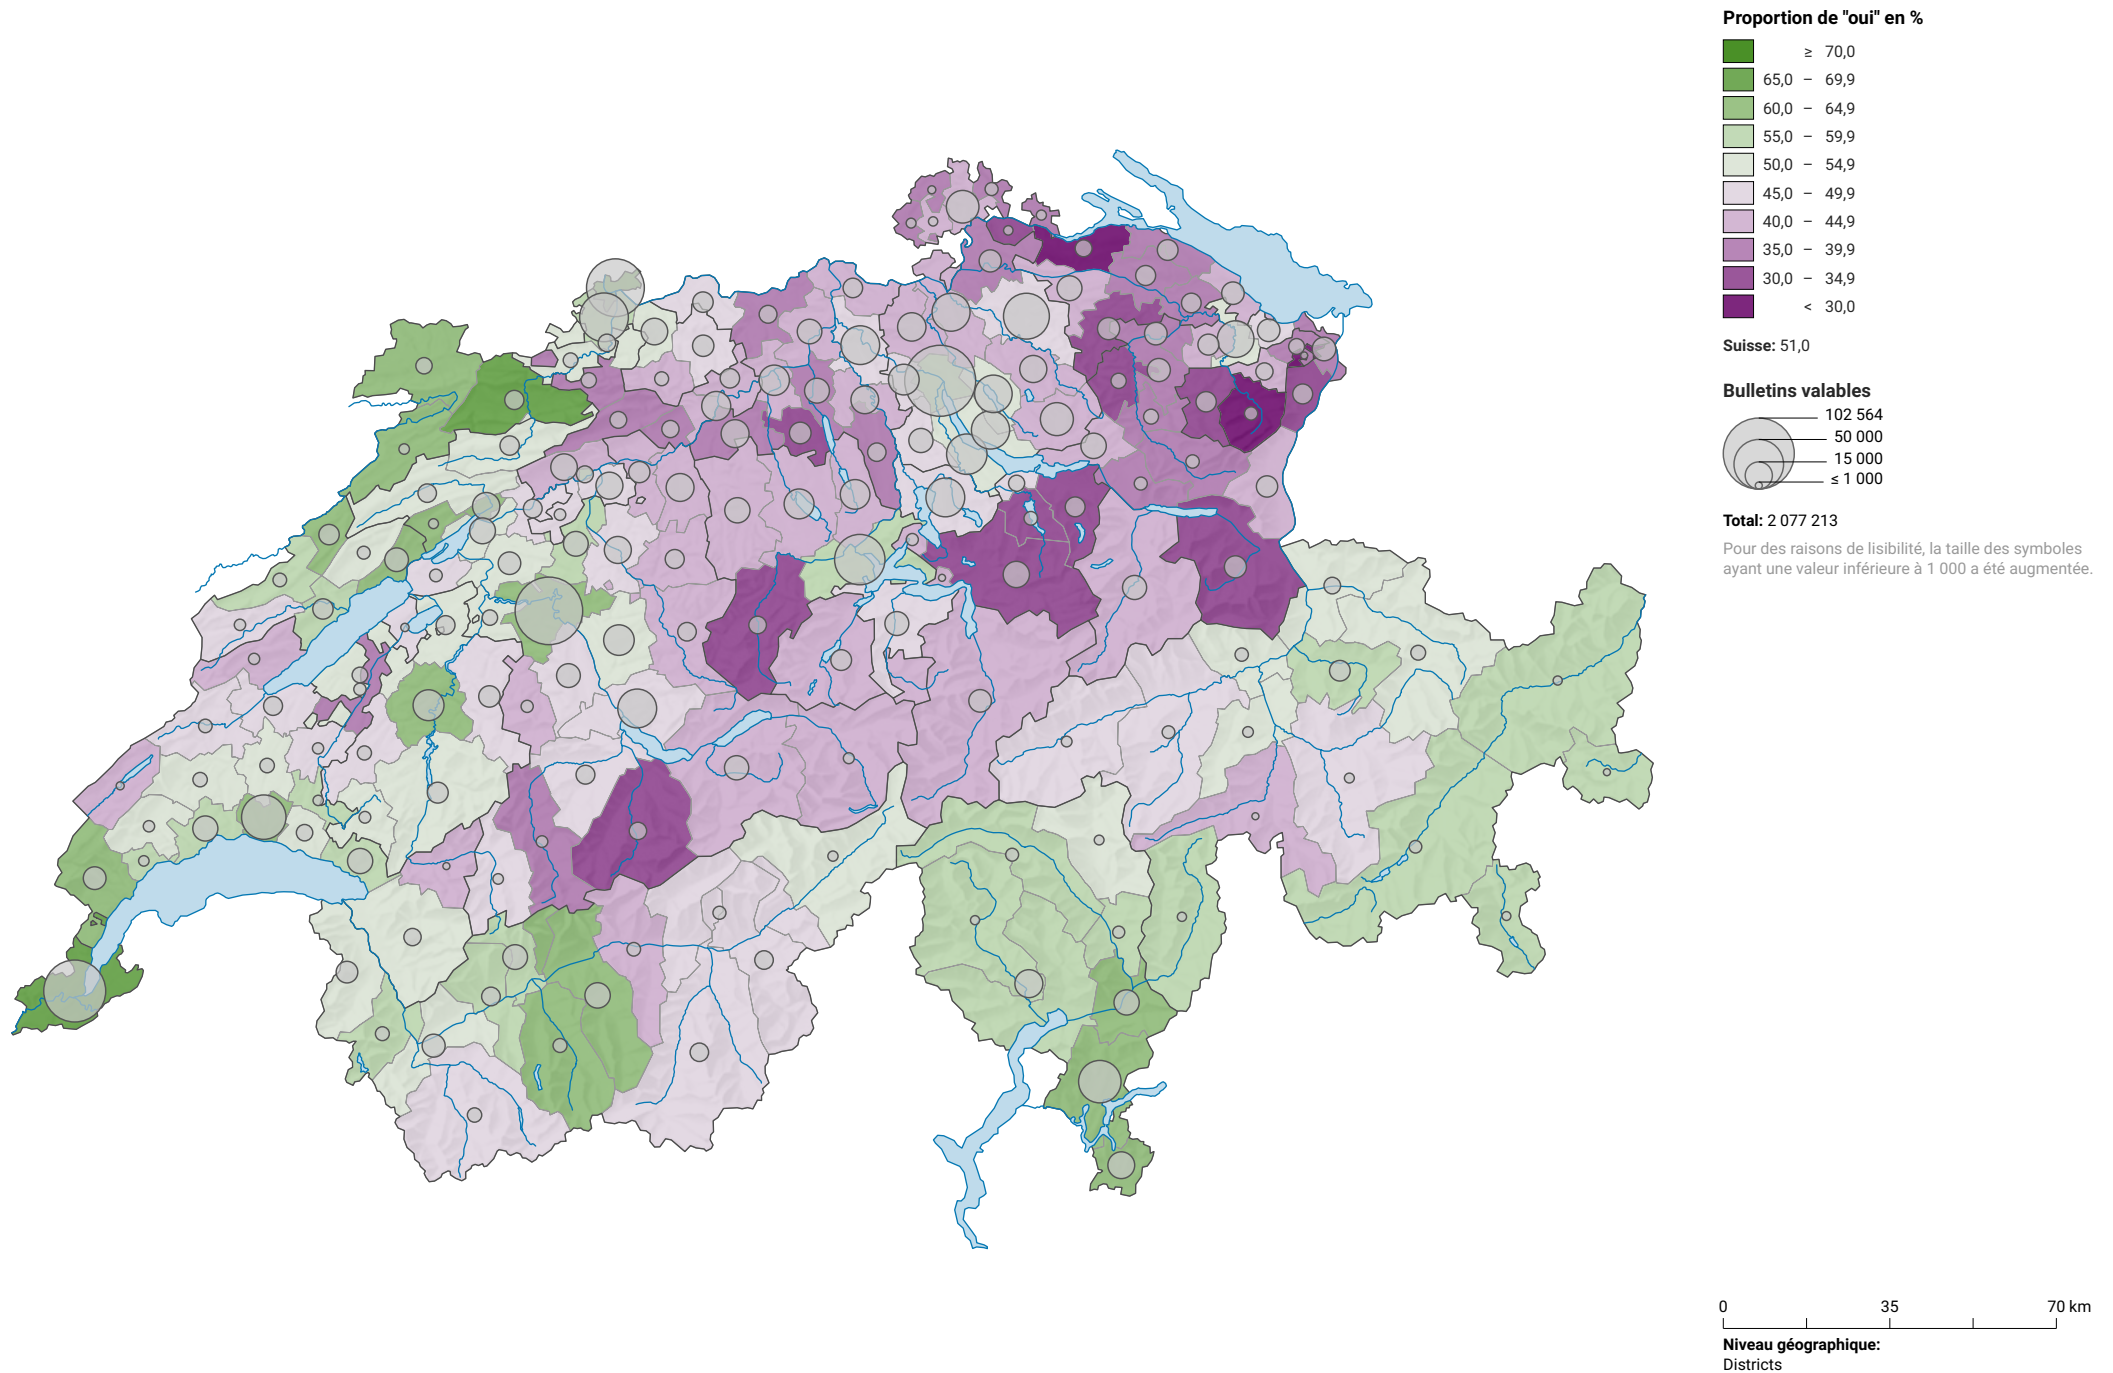 Proportion de "oui" en %
≥ 70,0
65,0 – 69,9
60,0 – 64,9
55,0 – 59,9
50,0 – 54,9
45,0 – 49,9
40,0 – 44,9
35,0 – 39,9
30,0 – 34,9
< 30,0
Suisse: 51,0
Bulletins valables
102 564
50 000
15 000
≤ 1 000
Total: 2 077 213
Pour des raisons de lisibilité, la taille des symboles
ayant une valeur inférieure à 1 000 a été augmentée.
0 35 70 km
Niveau géographique:
Districts